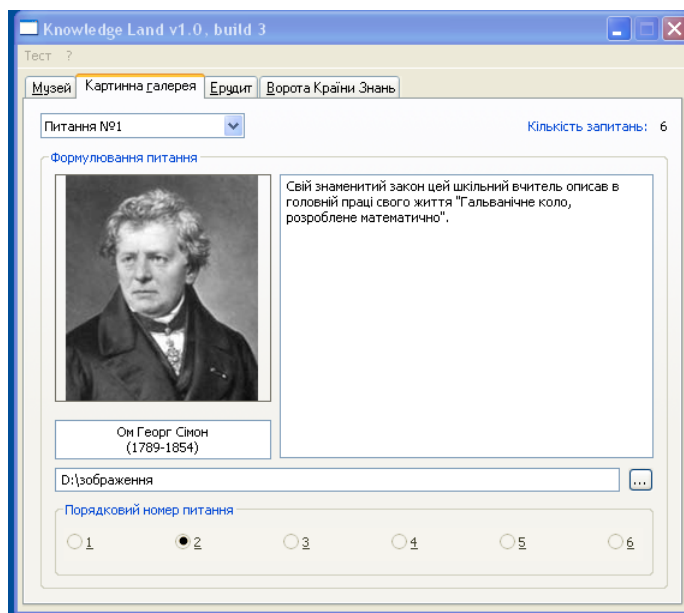 Knowledge Land v1.0, build 3
Тест ?
Музей Картинна галерея Ерудит Ворота Країни Знань
Питання №1 Кількість запитань: 6
Формулювання питання
Свій знаменитий закон цей шкільний вчитель описав в
головній праці свого життя "Гальванічне коло,
розроблене математично".
Ом Георг Сімон
(1789-1854)
D:\зображення ...
Порядковий номер питання
1 2 3 4 5 6